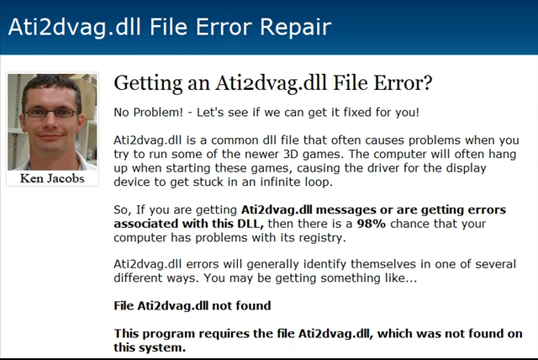 Ati2dvag.dll File Error Repair
Getting an Ati2dvag.dll File Error?
No Problem! - Let's see if we can get it fixed for you!
Ati2dvag.dll is a common dll file that often causes problems when you
try to run some of the newer 3D games. The computer will often hang
up when starting these games, causing the driver for the display
device to get stuck in an infinite loop.
Ken Jacobs
So, If you are getting Ati2dvag.dll messages or are getting errors
associated with this DLL, then there is a 98% chance that your
computer has problems with its registry.
Ati2dvag.dll errors will generally identify themselves in one of several
different ways. You may be getting something like...
File Ati2dvag.dll not found
This program requires the file Ati2dvag.dll, which was not found on
this system.